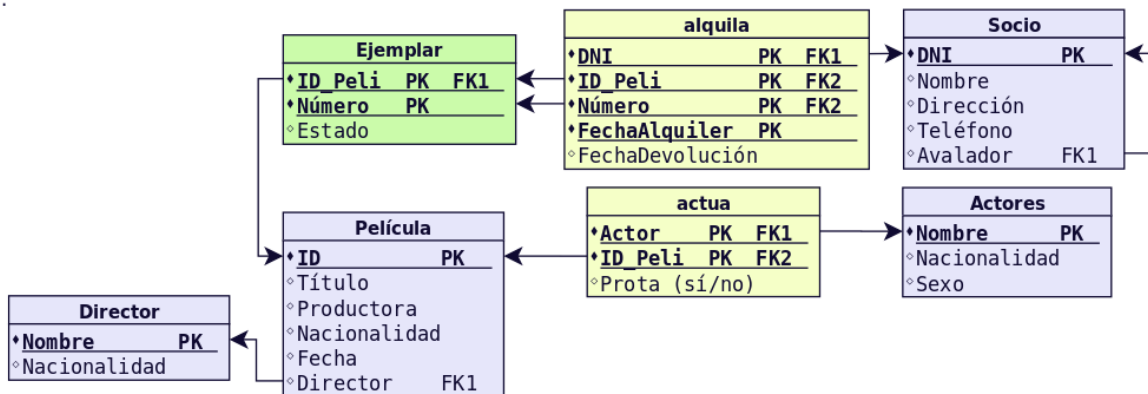 Ejemplar
ID_Peli PK FK1
Número PK
Estado
alquila
DNI PK FK1
ID_Peli PK FK2
Número PK FK2
FechaAlquiler PK
FechaDevolución
Socio
DNI PK
Nombre
Dirección
Teléfono
Avalador FK1
Película
ID PK
Título
Productora
Nacionalidad
Fecha
Director FK1
actua
Actor PK FK1
ID_Peli PK FK2
Prota (sí/no)
Actores
Nombre PK
Nacionalidad
Sexo
Director
Nombre PK
Nacionalidad